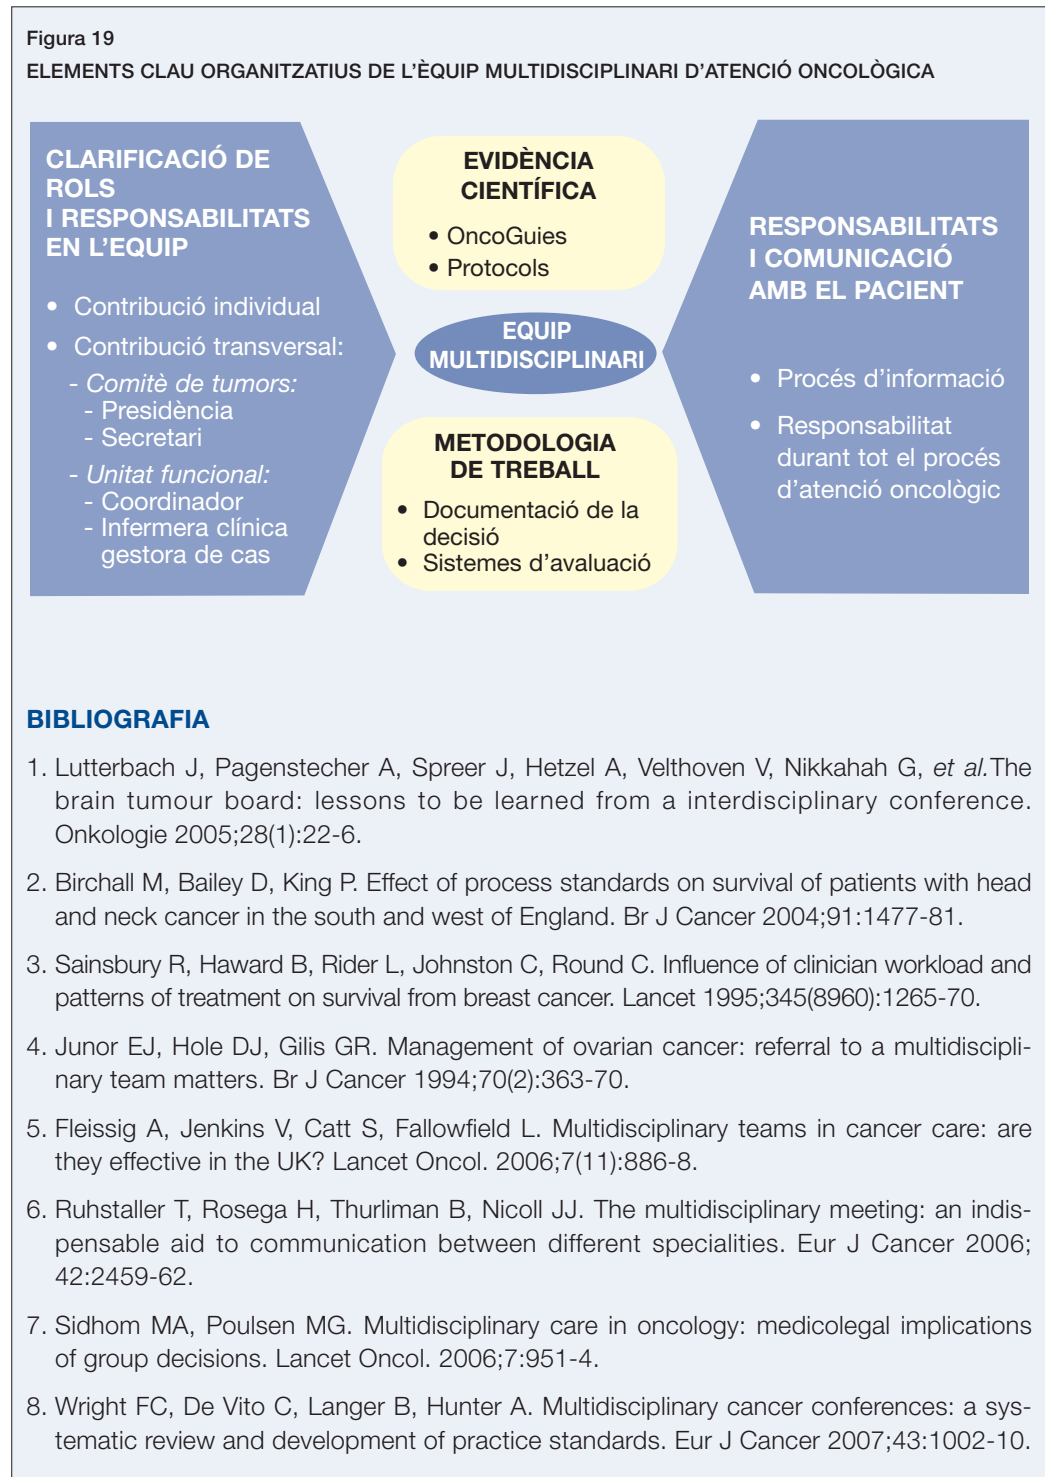 Figura 19
ELEMENTS CLAU ORGANITZATIUS DE L'ÈQUIP MULTIDISCIPLINARI D'ATENCIÓ ONCOLÒGICA
CLARIFICACIÓ DE
ROLS
I RESPONSABILITATS
EN L'EQUIP
• Contribució individual
• Contribució transversal:
- Comitè de tumors:
- Presidència
- Secretari
- Unitat funcional:
- Coordinador
- Infermera clínica
gestora de cas
EVIDÈNCIA
CIENTÍFICA
• OncoGuies
• Protocols
EQUIP
MULTIDISCIPLINARI
METODOLOGIA
DE TREBALL
• Documentació de la
decisió
• Sistemes d'avaluació
RESPONSABILITATS
I COMUNICACIÓ
AMB EL PACIENT
• Procés d'informació
• Responsabilitat
durant tot el procés
d'atenció oncològic
BIBLIOGRAFIA
1. Lutterbach J, Pagenstecher A, Spreer J, Hetzel A, Velthoven V, Nikkahah G, et al.The
brain tumour board: lessons to be learned from a interdisciplinary conference.
Onkologie 2005;28(1):22-6.
2. Birchall M, Bailey D, King P. Effect of process standards on survival of patients with head
and neck cancer in the south and west of England. Br J Cancer 2004;91:1477-81.
3. Sainsbury R, Haward B, Rider L, Johnston C, Round C. Influence of clinician workload and
patterns of treatment on survival from breast cancer. Lancet 1995;345(8960):1265-70.
4. Junor EJ, Hole DJ, Gilis GR. Management of ovarian cancer: referral to a multidiscipli-
nary team matters. Br J Cancer 1994;70(2):363-70.
5. Fleissig A, Jenkins V, Catt S, Fallowfield L. Multidisciplinary teams in cancer care: are
they effective in the UK? Lancet Oncol. 2006;7(11):886-8.
6. Ruhstaller T, Rosega H, Thurliman B, Nicoll JJ. The multidisciplinary meeting: an indis-
pensable aid to communication between different specialities. Eur J Cancer 2006;
42:2459-62.
7. Sidhom MA, Poulsen MG. Multidisciplinary care in oncology: medicolegal implications
of group decisions. Lancet Oncol. 2006;7:951-4.
8. Wright FC, De Vito C, Langer B, Hunter A. Multidisciplinary cancer conferences: a sys-
tematic review and development of practice standards. Eur J Cancer 2007;43:1002-10.